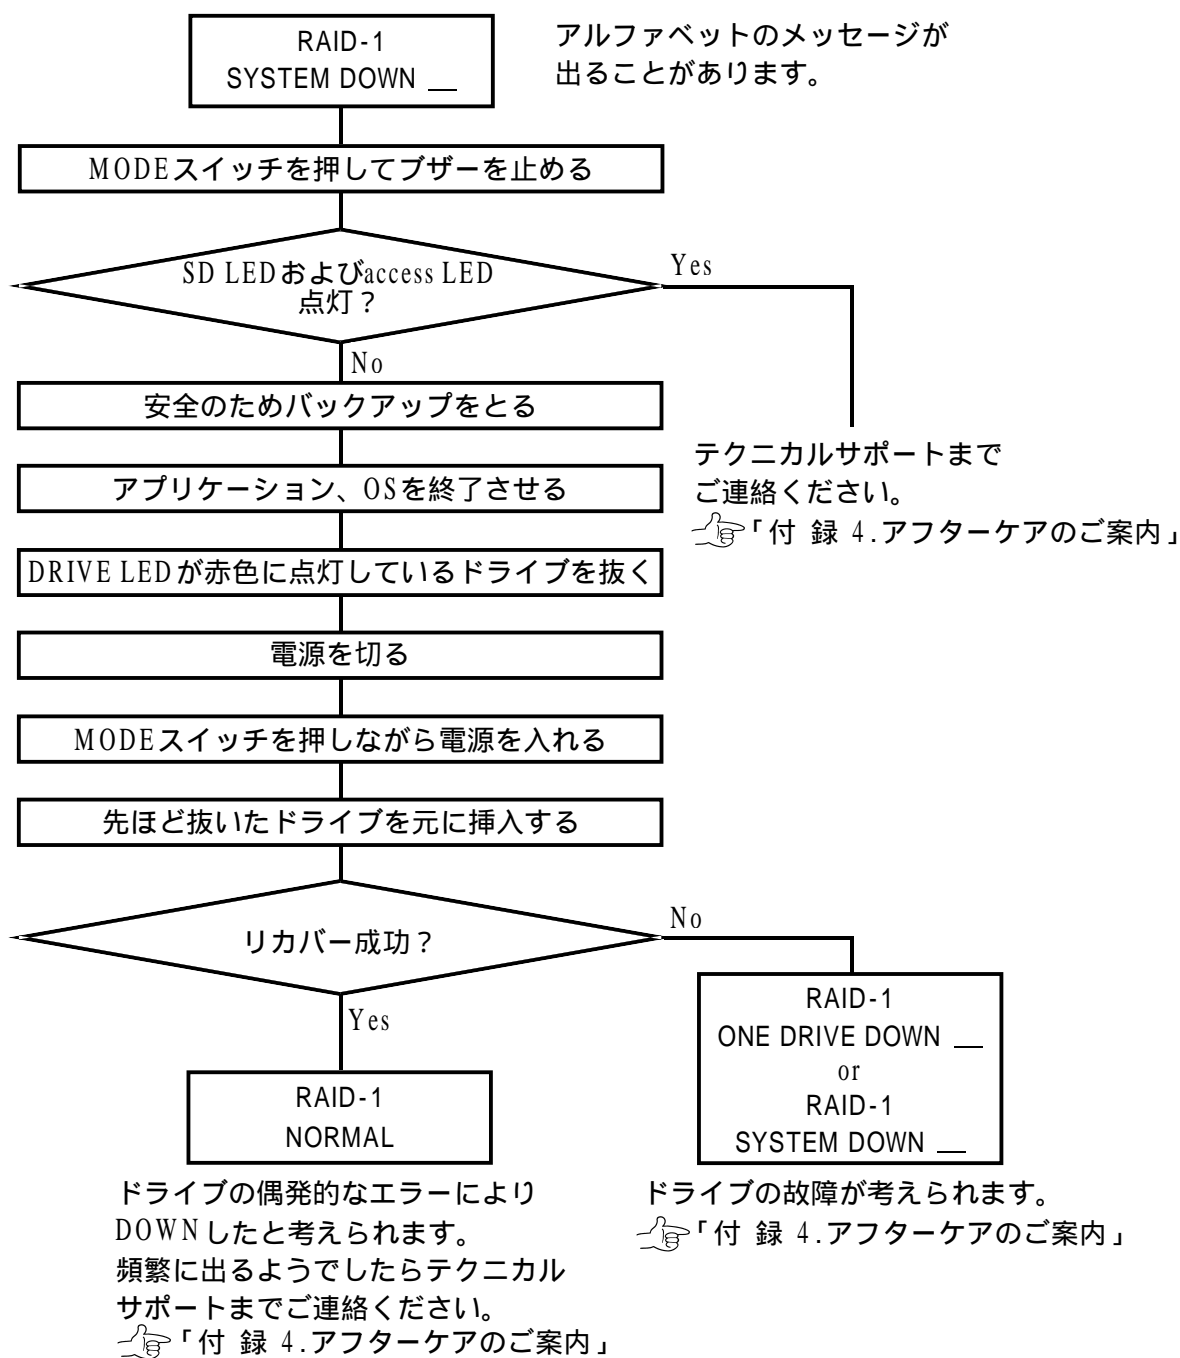 RAID-1
SYSTEM DOWN __
アルファベットのメッセージが
出ることがあります。
MODEスイッチを押してブザーを止める
SD LEDおよびaccess LED
点灯？
Yes
No
安全のためバックアップをとる
アプリケーション、OSを終了させる
テクニカルサポートまで
ご連絡ください。
「付 録 4.アフターケアのご案内」
DRIVE LEDが赤色に点灯しているドライブを抜く
電源を切る
MODEスイッチを押しながら電源を入れる
先ほど抜いたドライブを元に挿入する
リカバー成功？
No
Yes
RAID-1
ONE DRIVE DOWN __
or
RAID-1
SYSTEM DOWN __
RAID-1
NORMAL
ドライブの偶発的なエラーにより
DOWNしたと考えられます。
頻繁に出るようでしたらテクニカル
サポートまでご連絡ください。
「付 録 4.アフターケアのご案内」
ドライブの故障が考えられます。
「付 録 4.アフターケアのご案内」